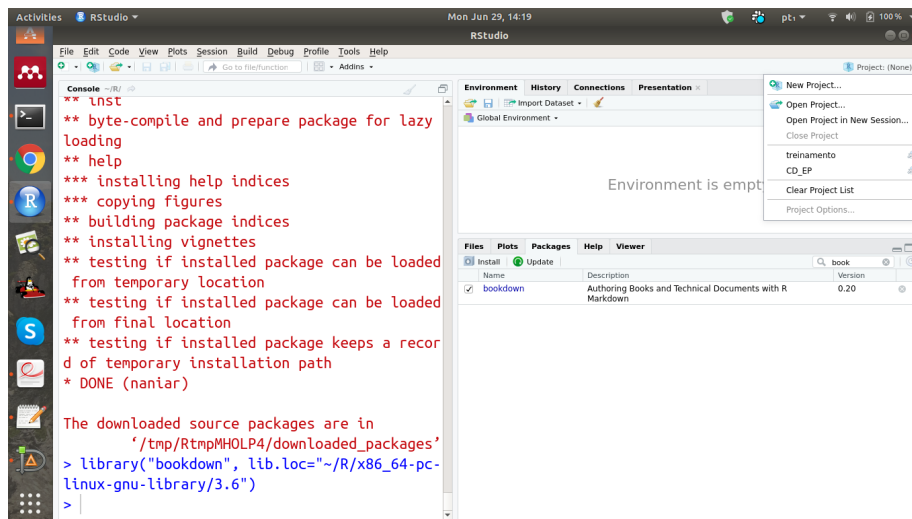 Activities
RStudio
Mon Jun 29, 14:19
100 %
RStudio
File Edit Code View Plots Session Build Debug Profile Tools Help
Go to file/function
Addins
Project: (None)
Console ~/R/
** inst
** byte-compile and prepare package for lazy
loading
** help
*** installing help indices
*** copying figures
** building package indices
** installing vignettes
** testing if installed package can be loaded
from temporary location
** testing if installed package can be loaded
from final location
** testing if installed package keeps a recor
d of temporary installation path
* DONE (naniar)
The downloaded source packages are in
‘/tmp/RtmpMHOLP4/downloaded_packages’
> library("bookdown", lib.loc="~/R/x86_64-pc-
linux-gnu-library/3.6")
>
Environment History Connections Presentation
Import Dataset
Global Environment
Environment is empt
New Project...
Open Project...
Open Project in New Session...
Close Project
treinamento
CD_EP
Clear Project List
Project Options...
Files Plots Packages Help Viewer
Install Update
book
Name Description Version
bookdown Authoring Books and Technical Documents with R 0.20
Markdown